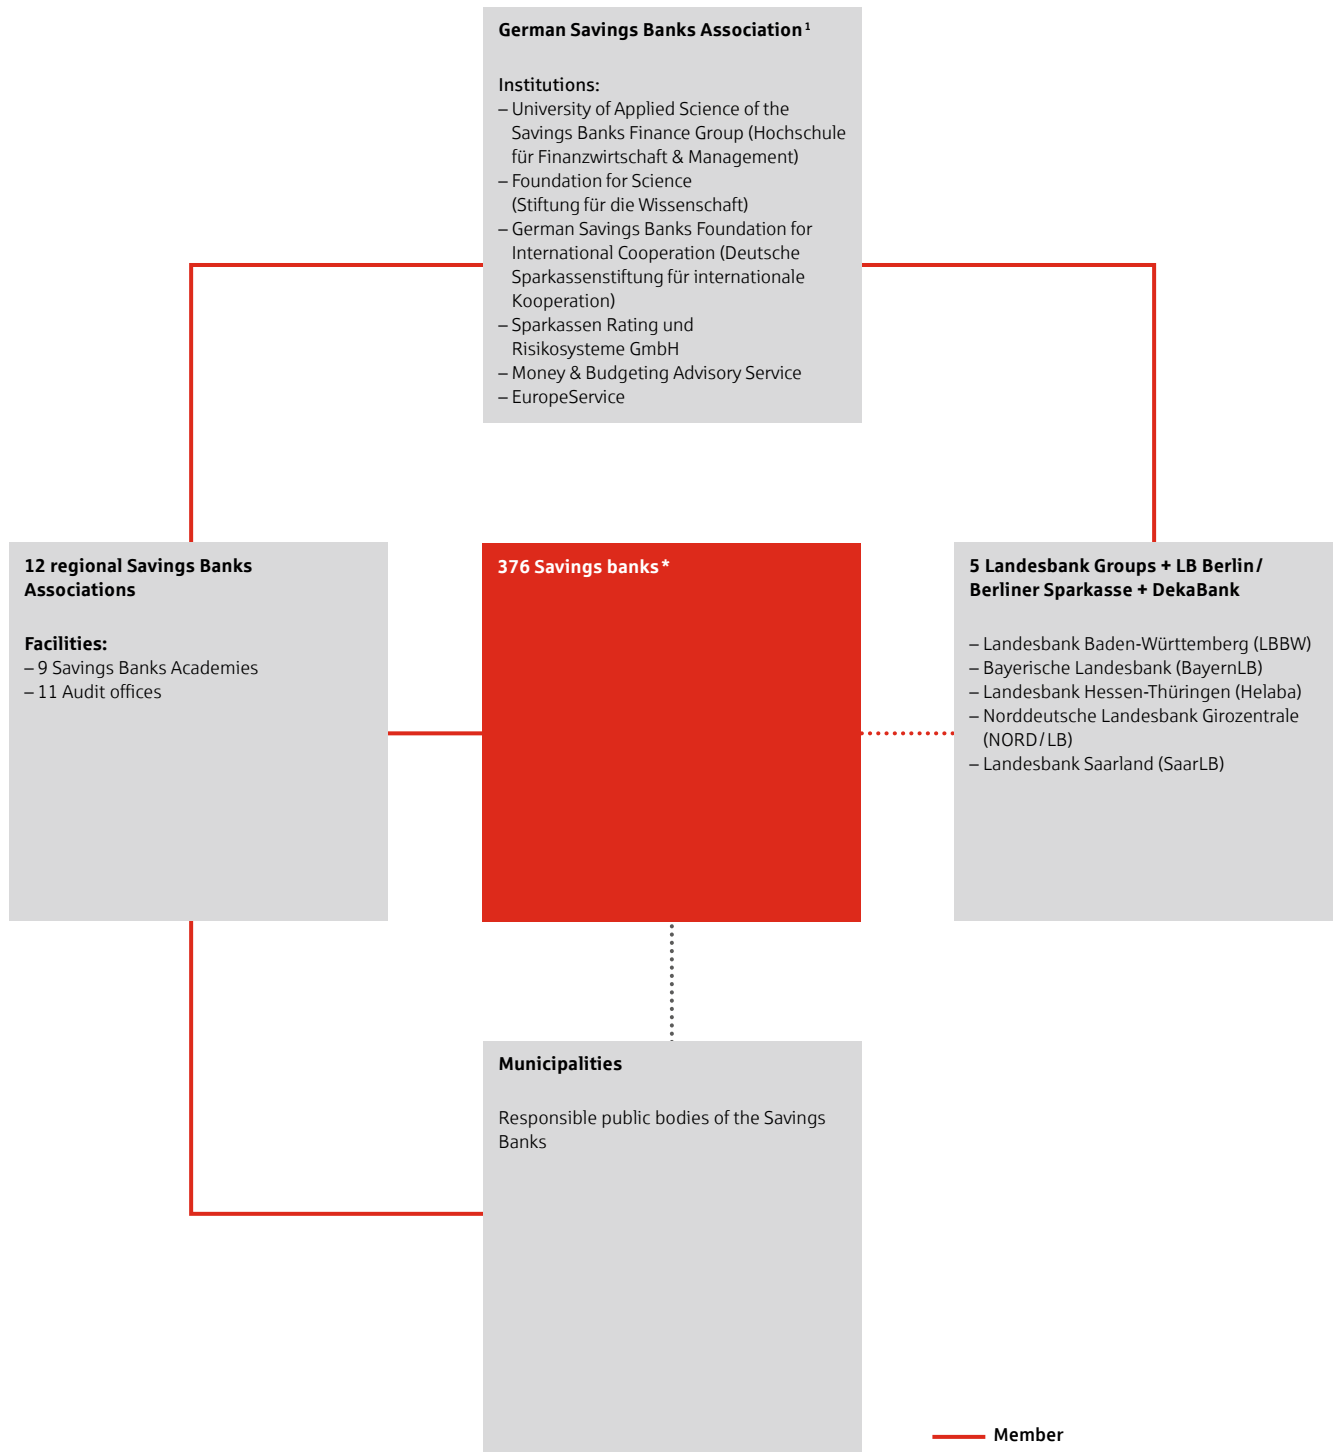 German Savings Banks Association¹
Institutions:
– University of Applied Science of the
Savings Banks Finance Group (Hochschule
für Finanzwirtschaft & Management)
– Foundation for Science
(Stiftung für die Wissenschaft)
– German Savings Banks Foundation for
International Cooperation (Deutsche
Sparkassenstiftung für internationale
Kooperation)
– Sparkassen Rating und
Risikosysteme GmbH
– Money & Budgeting Advisory Service
– EuropeService
12 regional Savings Banks
Associations
Facilities:
– 9 Savings Banks Academies
– 11 Audit offices
376 Savings banks*
5 Landesbank Groups + LB Berlin/
Berliner Sparkasse + DekaBank
– Landesbank Baden-Württemberg (LBBW)
– Bayerische Landesbank (BayernLB)
– Landesbank Hessen-Thüringen (Helaba)
– Norddeutsche Landesbank Girozentrale
(NORD/LB)
– Landesbank Saarland (SaarLB)
Municipalities
Responsible public bodies of the Savings
Banks
Member